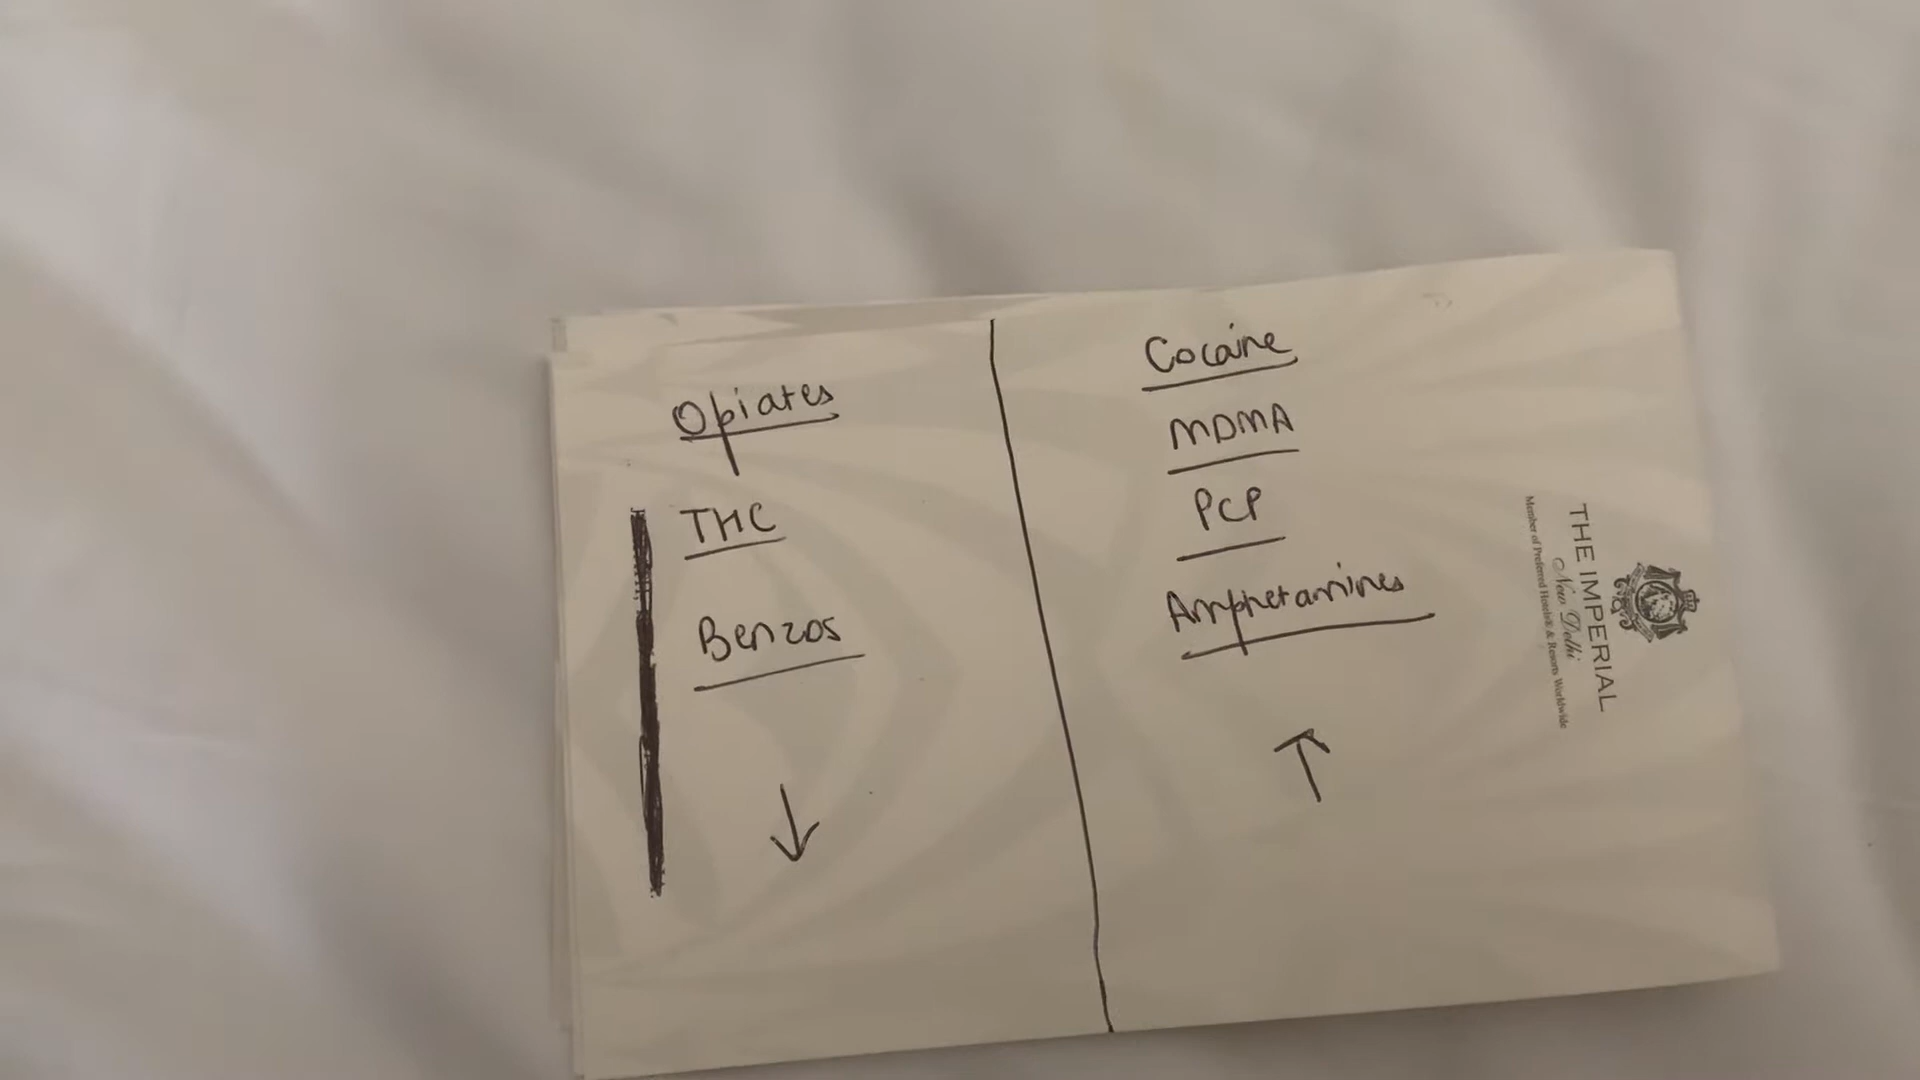 Opiates
THC
Benzos
↓
Cocaine
MDMA
PCP
Amphetamines
↑
THE IMPERIAL
New Delhi
Member of Preferred Hotels & Resorts Worldwide